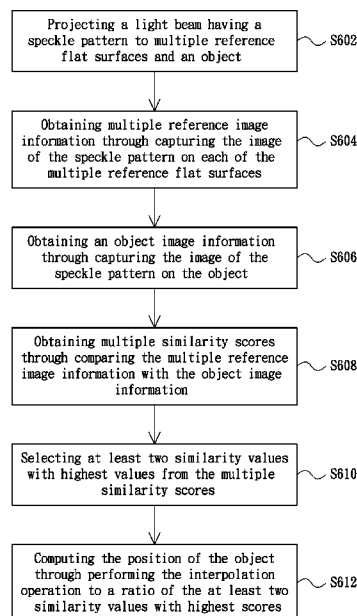 Projecting a light beam having a
speckle pattern to multiple reference
flat surfaces and an object
S602
Obtaining multiple reference image
information through capturing the image
of the speckle pattern on each of the
multiple reference flat surfaces
S604
Obtaining an object image information
through capturing the image of the
speckle pattern on the object
S606
Obtaining multiple similarity scores
through comparing the multiple reference
image information with the object image
information
S608
Selecting at least two similarity values
with highest values from the multiple
similarity scores
S610
Computing the position of the object
through performing the interpolation
operation to a ratio of the at least two
similarity values with highest scores
S612